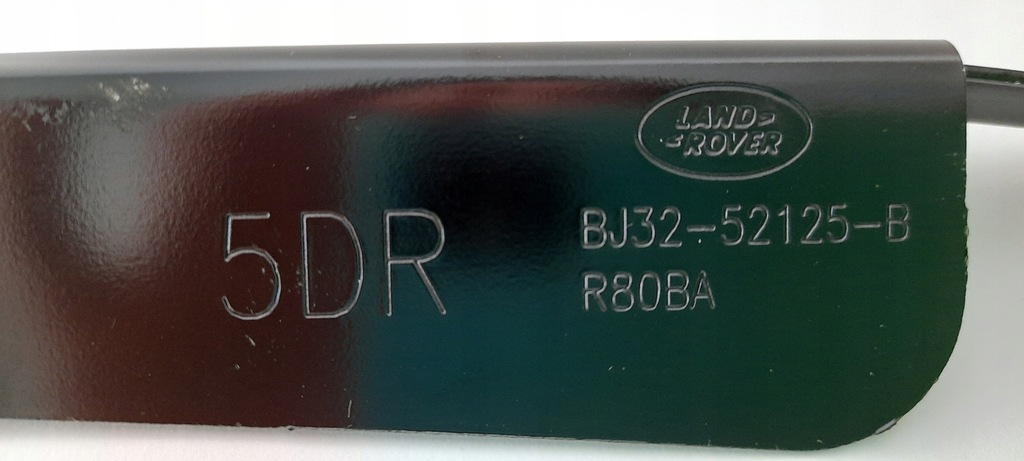 LAND
ROVER
5DR
BJ32-52125-B
R80BA